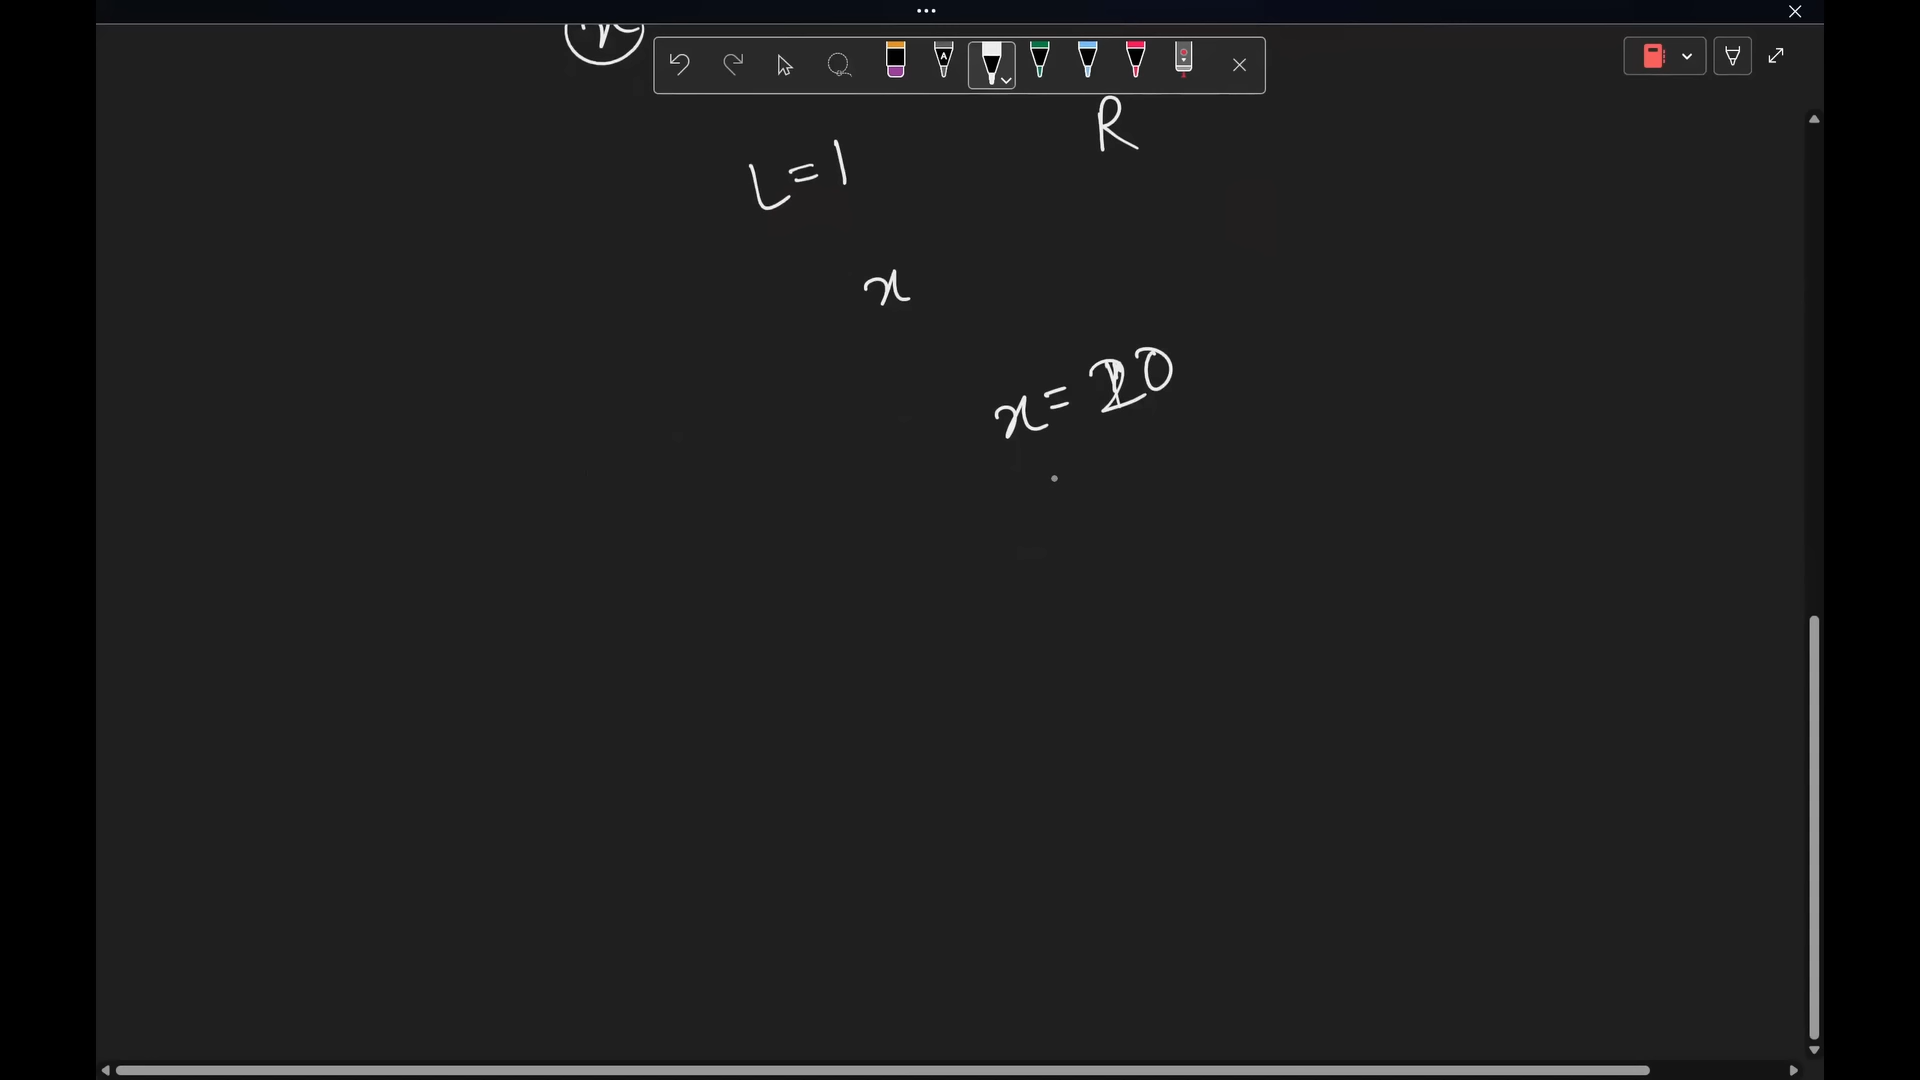 R
L = 1
x
x = 20